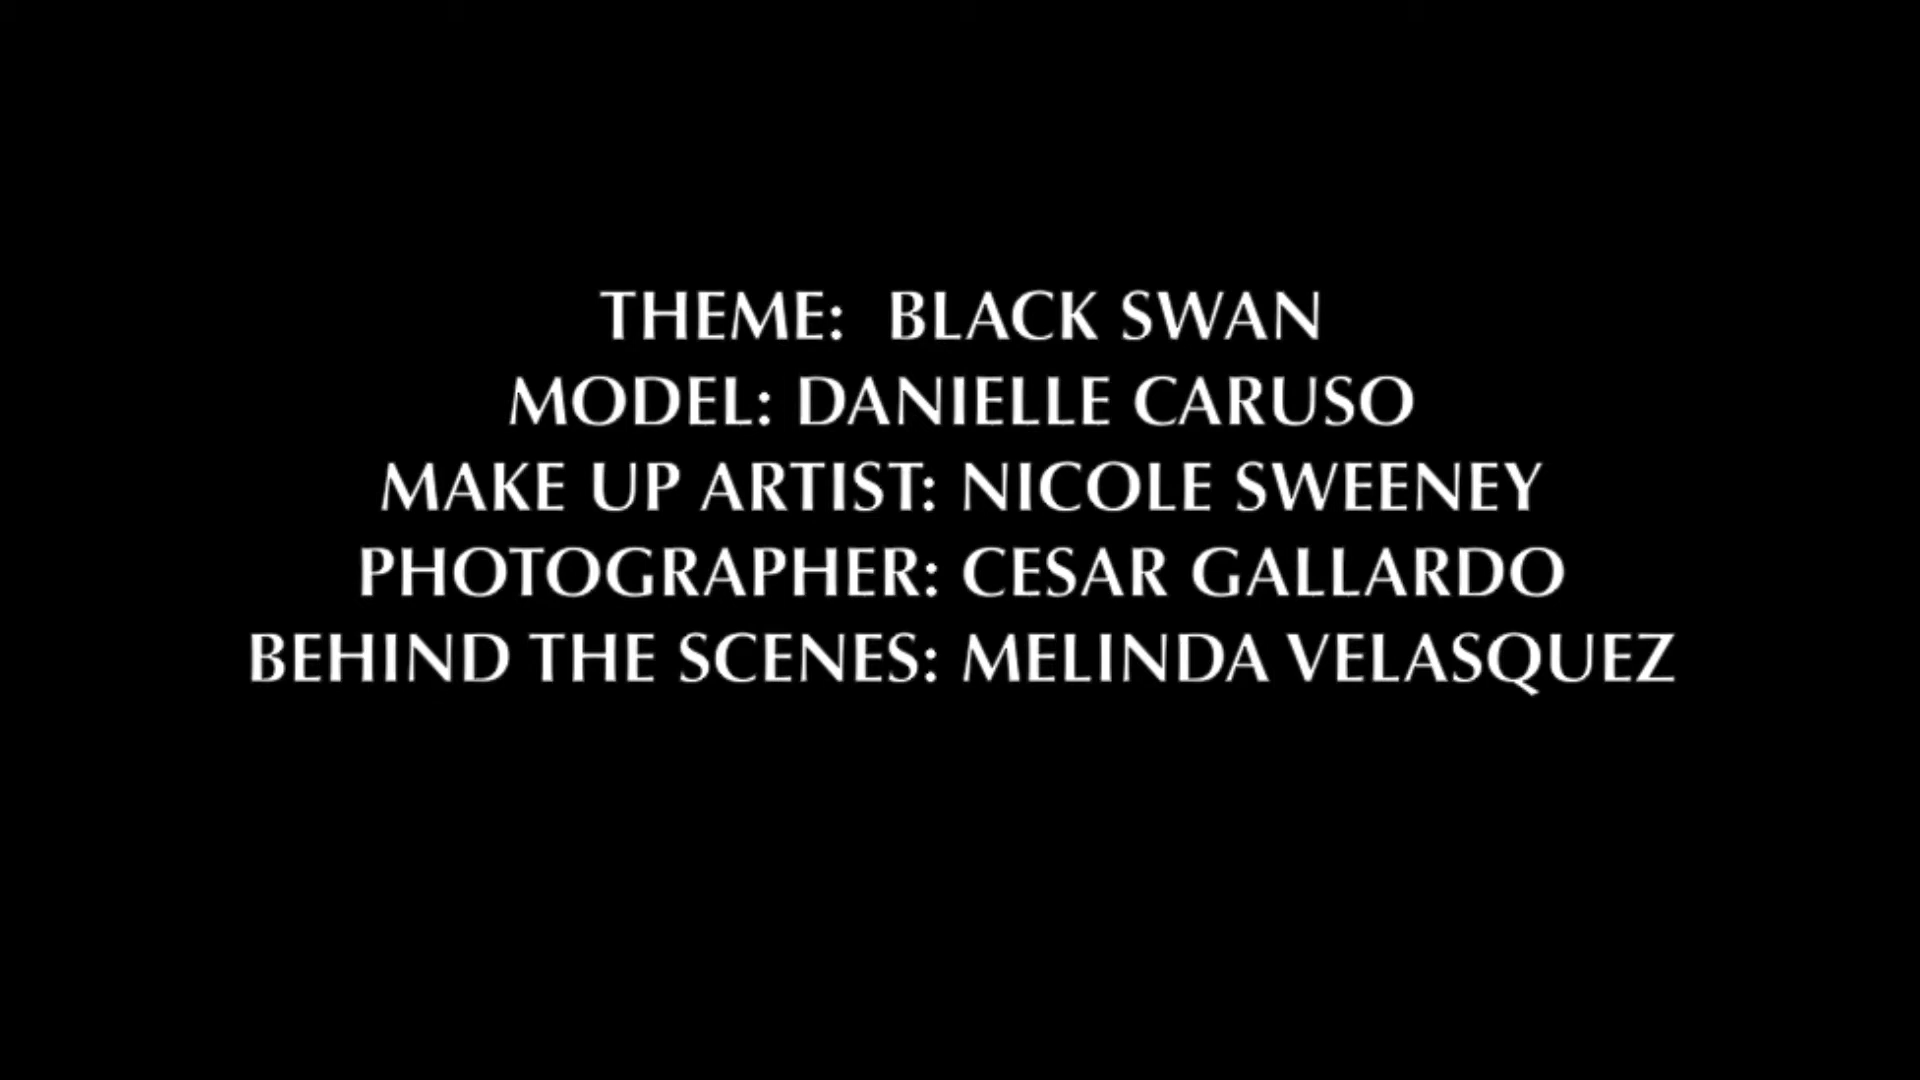 THEME:  BLACK SWAN
MODEL: DANIELLE CARUSO
MAKE UP ARTIST: NICOLE SWEENEY
PHOTOGRAPHER: CESAR GALLARDO
BEHIND THE SCENES: MELINDA VELASQUEZ